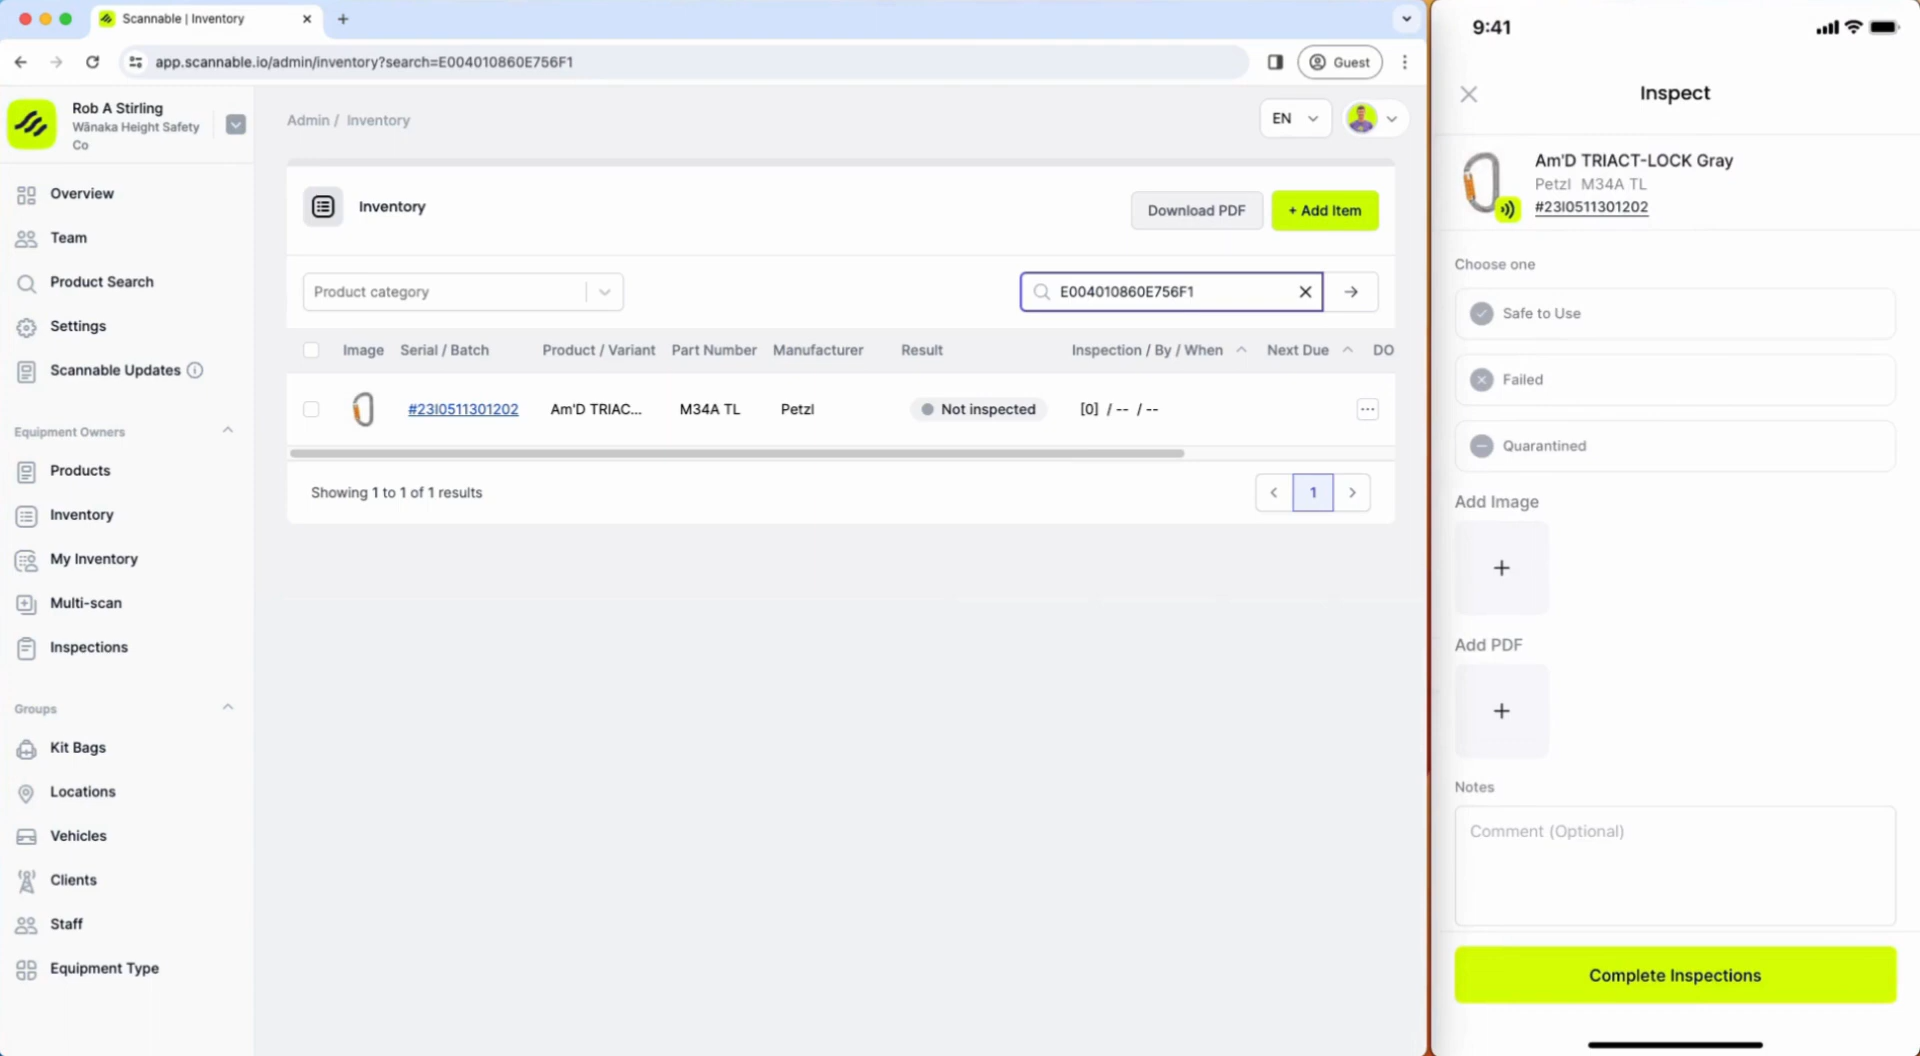 Scannable | Inventory
app.scannable.io/admin/inventory?search=E004010860E756F1
Guest
Rob A Stirling
Wānaka Height Safety
Co
Overview
Team
Product Search
Settings
Scannable Updates
Equipment Owners
Products
Inventory
My Inventory
Multi-scan
Inspections
Groups
Kit Bags
Locations
Vehicles
Clients
Staff
Equipment Type
Admin / Inventory
EN
Inventory
Download PDF
+ Add Item
Product category
E004010860E756F1
Image Serial / Batch Product / Variant Part Number Manufacturer Result Inspection / By / When Next Due DO
#23I0511301202 Am'D TRIAC... M34A TL Petzl Not inspected [0] / -- / --
Showing 1 to 1 of 1 results
1
9:41
Inspect
Am'D TRIACT-LOCK Gray
Petzl M34A TL
#23I0511301202
Choose one
Safe to Use
Failed
Quarantined
Add Image
Add PDF
Notes
Comment (Optional)
Complete Inspections